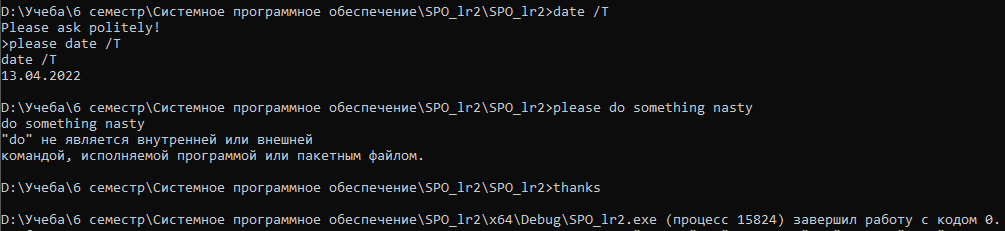 D:\Учеба\6 семестр\Системное программное обеспечение\SPO_lr2\SPO_lr2>date /T
Please ask politely!
>please date /T
date /T
13.04.2022
D:\Учеба\6 семестр\Системное программное обеспечение\SPO_lr2\SPO_lr2>please do something nasty
do something nasty
"do" не является внутренней или внешней
командой, исполняемой программой или пакетным файлом.
D:\Учеба\6 семестр\Системное программное обеспечение\SPO_lr2\SPO_lr2>thanks
D:\Учеба\6 семестр\Системное программное обеспечение\SPO_lr2\x64\Debug\SPO_lr2.exe (процесс 15824) завершил работу с кодом 0.